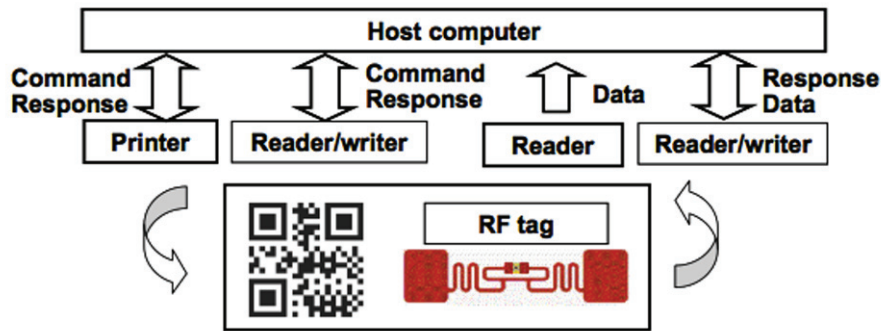 Host computer
Command
Response
Command
Response
Data
Response
Data
Printer
Reader/writer
Reader
Reader/writer
RF tag